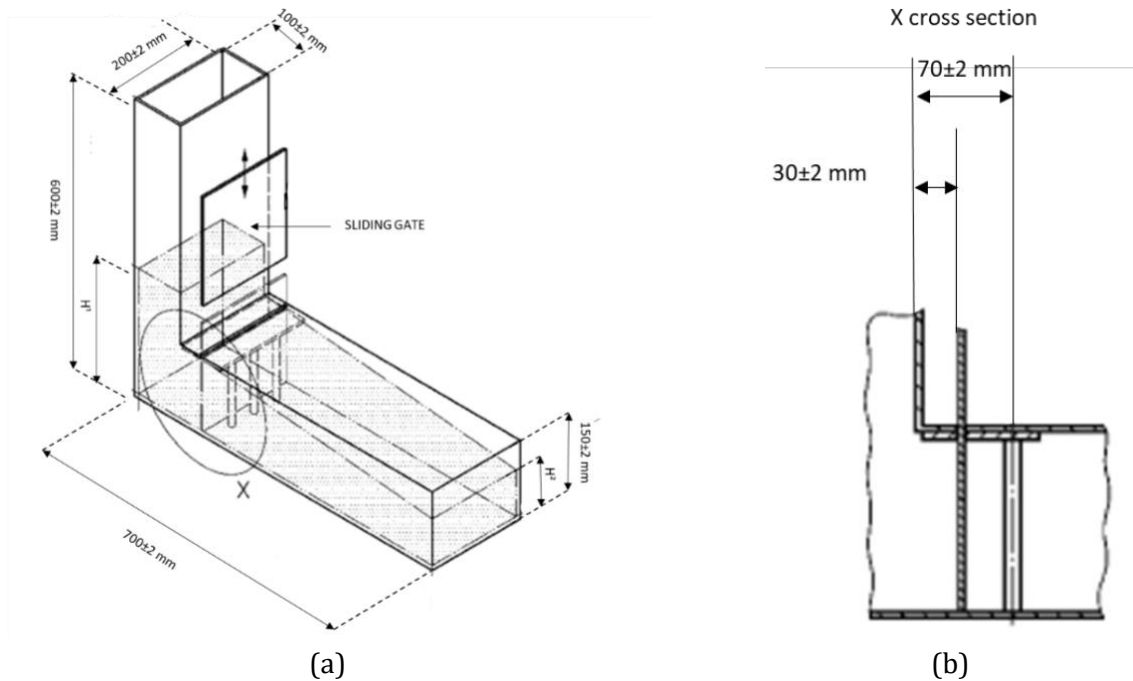 200±2 mm
100±2 mm
600±2 mm
SLIDING GATE
H¹
X
700±2 mm
150±2 mm
H²
(a)
X cross section
70±2 mm
30±2 mm
(b)